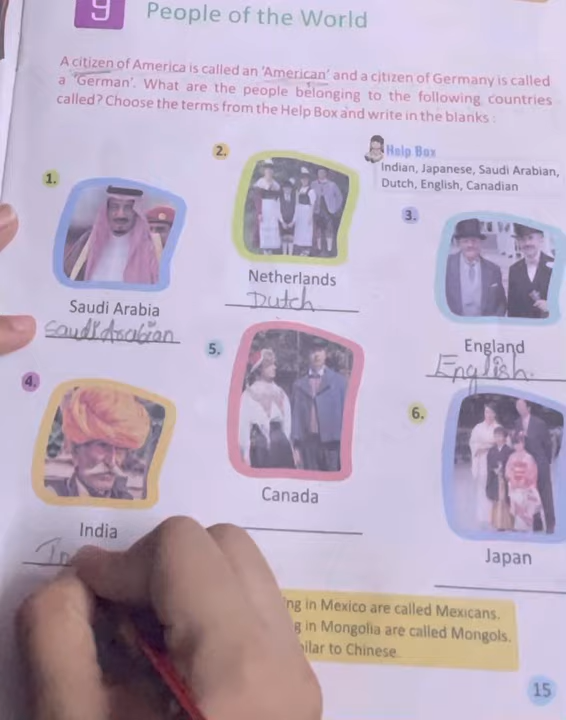 9
People of the World
A citizen of America is called an 'American' and a citizen of Germany is called
a 'German'. What are the people belonging to the following countries
called? Choose the terms from the Help Box and write in the blanks :
Help Box
Indian, Japanese, Saudi Arabian,
Dutch, English, Canadian
1.
Saudi Arabia
Saudi Arabian
2.
Netherlands
Dutch
3.
England
English.
4.
India
In
5.
Canada
6.
Japan
ng in Mexico are called Mexicans.
g in Mongolia are called Mongols.
ilar to Chinese.
15